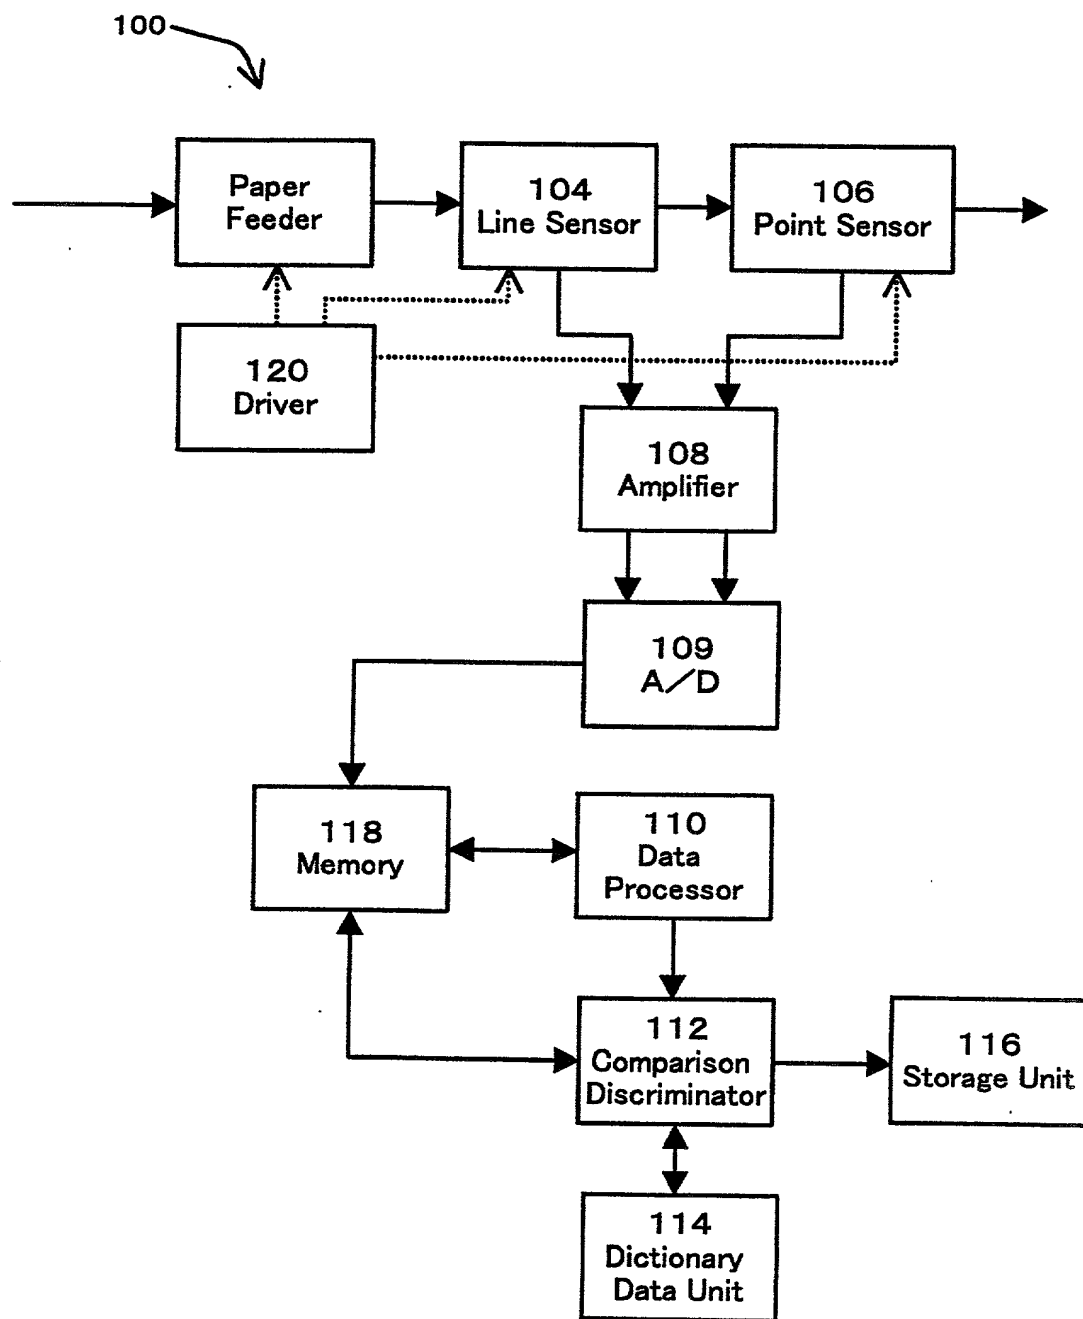 100
Paper
Feeder
104
Line Sensor
106
Point Sensor
120
Driver
108
Amplifier
109
A／D
118
Memory
110
Data
Processor
112
Comparison
Discriminator
116
Storage Unit
114
Dictionary
Data Unit